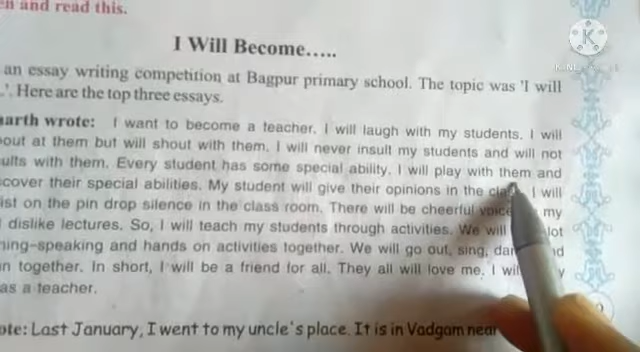 en and read this.
I Will Become.....
an essay writing competition at Bagpur primary school. The topic was 'I will
.'. Here are the top three essays.
arth wrote: I want to become a teacher. I will laugh with my students. I will
out at them but will shout with them. I will never insult my students and will not
ults with them. Every student has some special ability. I will play with them and
cover their special abilities. My student will give their opinions in the cla I will
ist on the pin drop silence in the class room. There will be cheerful voice my
dislike lectures. So, I will teach my students through activities. We will lot
ning-speaking and hands on activities together. We will go out, sing, dan d
n together. In short, I will be a friend for all. They all will love me. I wil y
as a teacher.
ote: Last January, I went to my uncle's place. It is in Vadgam near
K